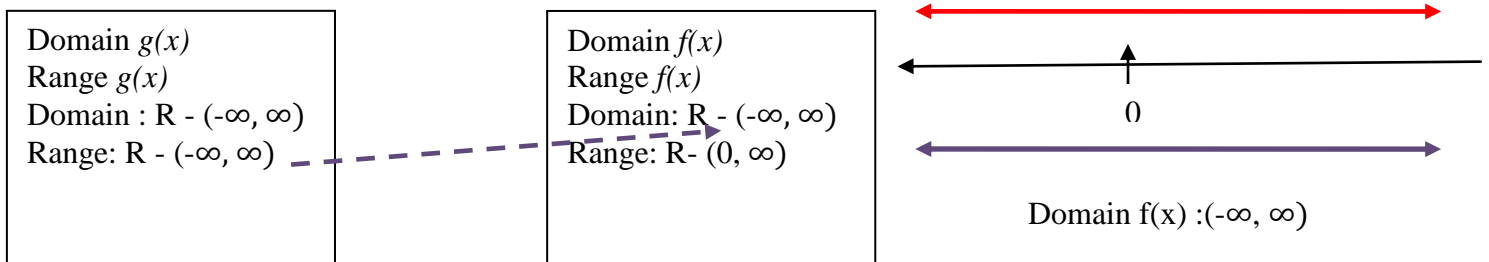 Domain g(x)
Range g(x)
Domain : R - (-∞, ∞)
Range: R - (-∞, ∞)
Domain f(x)
Range f(x)
Domain: R - (-∞, ∞)
Range: R- (0, ∞)
0
Domain f(x) :(-∞, ∞)